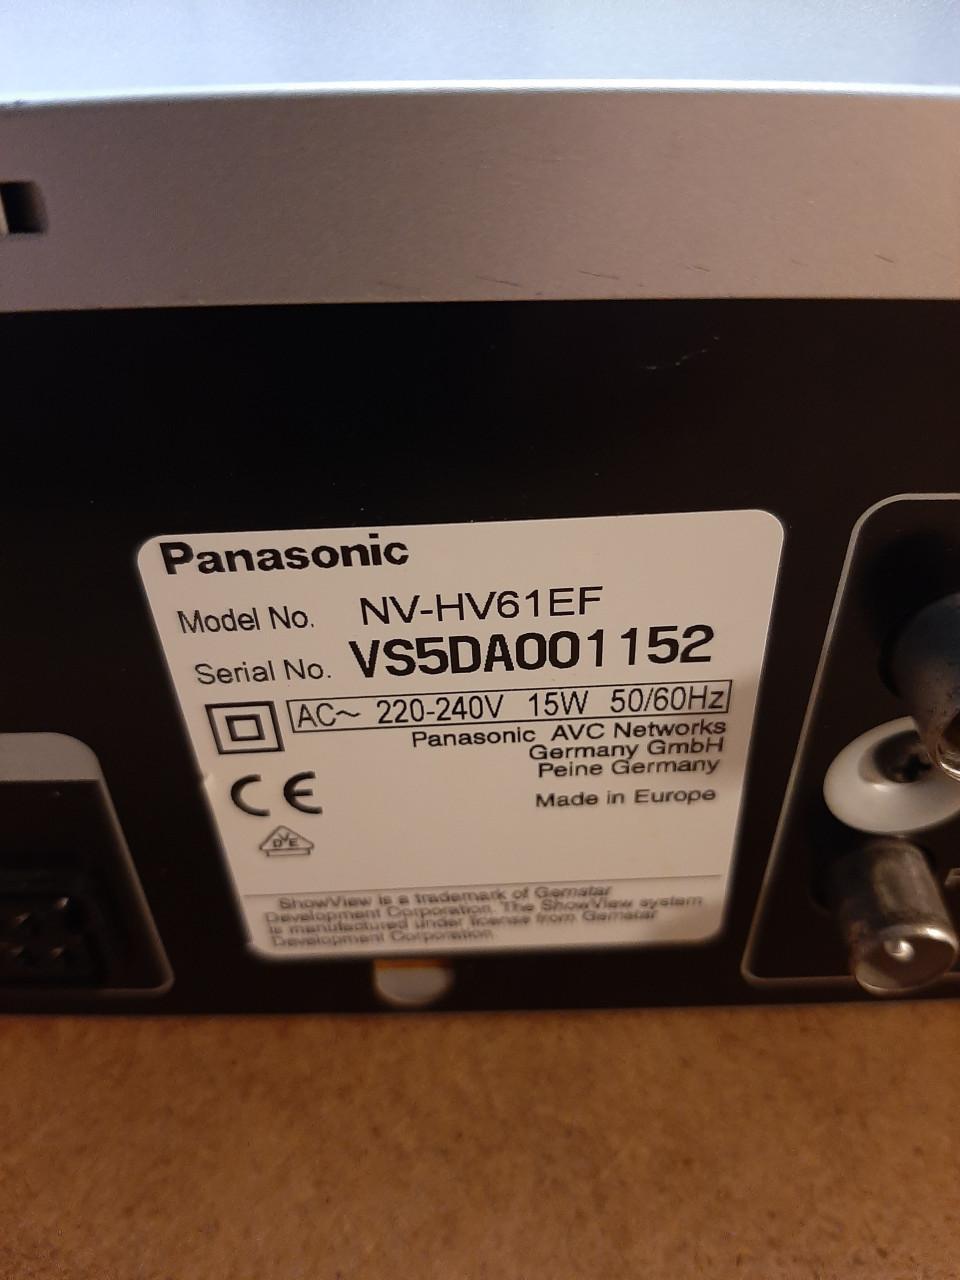 Panasonic
Model No. NV-HV61EF
Serial No. VS5DA001152
AC~ 220-240V 15W 50/60Hz
Panasonic AVC Networks
Germany GmbH
Peine Germany
CE
Made in Europe
DVE
ShowView is a trademark of Gemstar
Development Corporation. The ShowView system
is manufactured under license from Gemstar
Development Corporation.